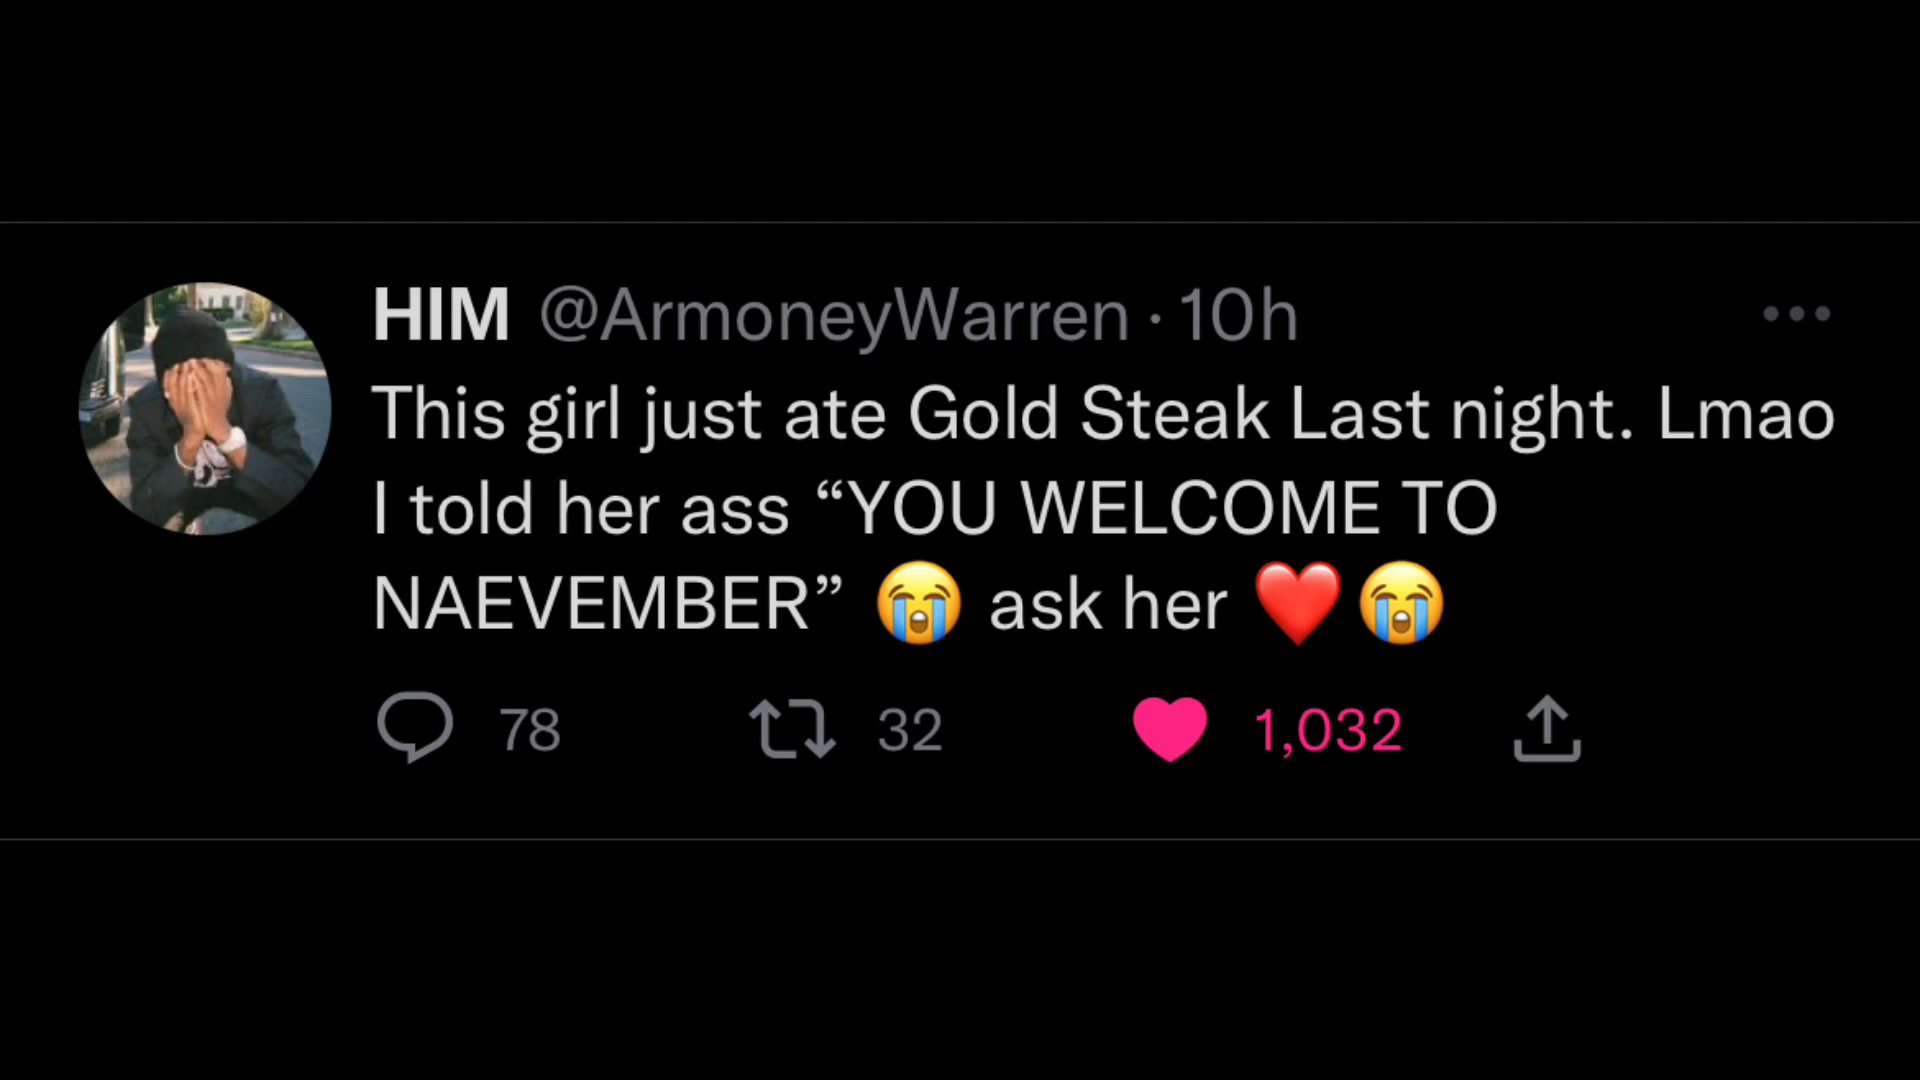 HIM @ArmoneyWarren · 10h
This girl just ate Gold Steak Last night. Lmao
I told her ass “YOU WELCOME TO
NAEVEMBER” 😭 ask her ❤️😭
78 32 1,032